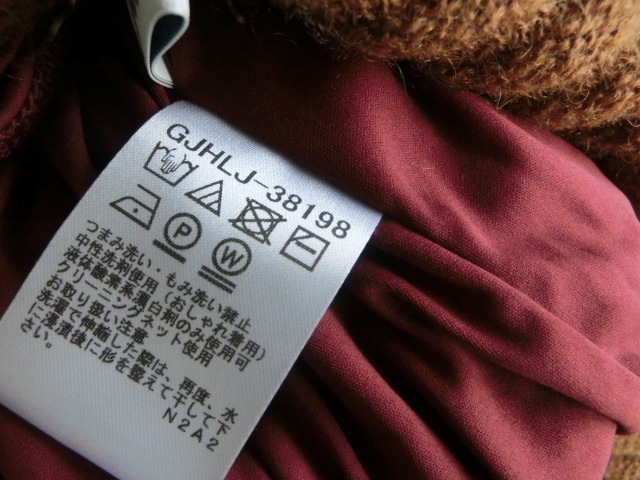 GJHLJ-38198
P
W
つまみ洗い・もみ洗い禁止
中性洗剤使用(おしゃれ着用)
液体酸素系漂白剤のみ使用可
クリーニングネット使用
お取り扱い注意
洗濯で伸縮した際は、再度、水
に浸漬後に形を整えて干して下
さい。
N2A2